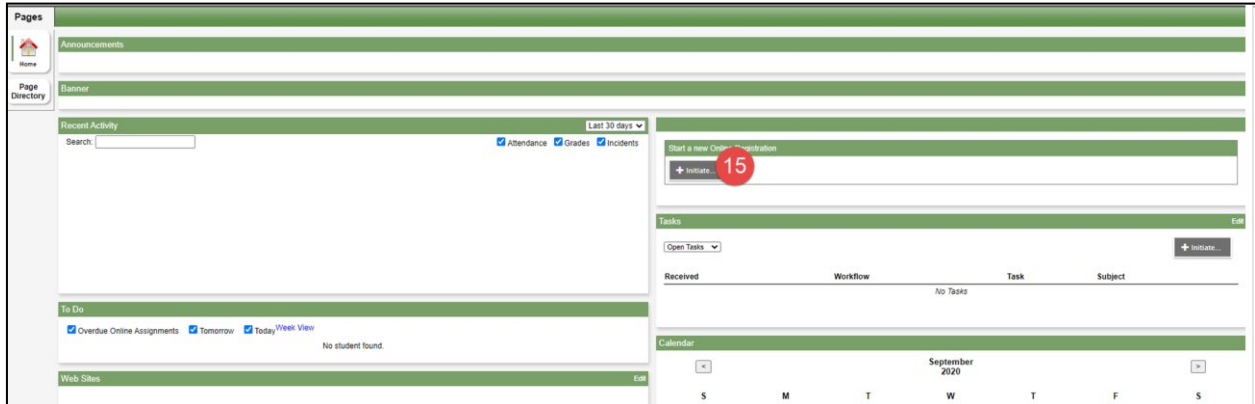 Pages
Home
Page
Directory
Announcements
Banner
Recent Activity
Last 30 days
Search:
Attendance Grades Incidents
To Do
Overdue Online Assignments Tomorrow Today Week View
No student found.
Web Sites
Edit
Start a new Online Registration
+ Initiate...
15
Tasks
Edit
Open Tasks
+ Initiate...
Received Workflow Task Subject
No Tasks
Calendar
<
September
2020
>
S M T W T F S